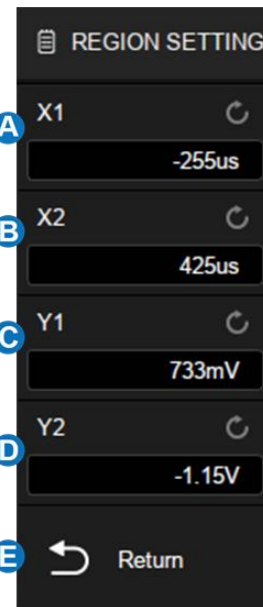 REGION SETTING
A
X1
-255us
B
X2
425us
C
Y1
733mV
D
Y2
-1.15V
E
Return